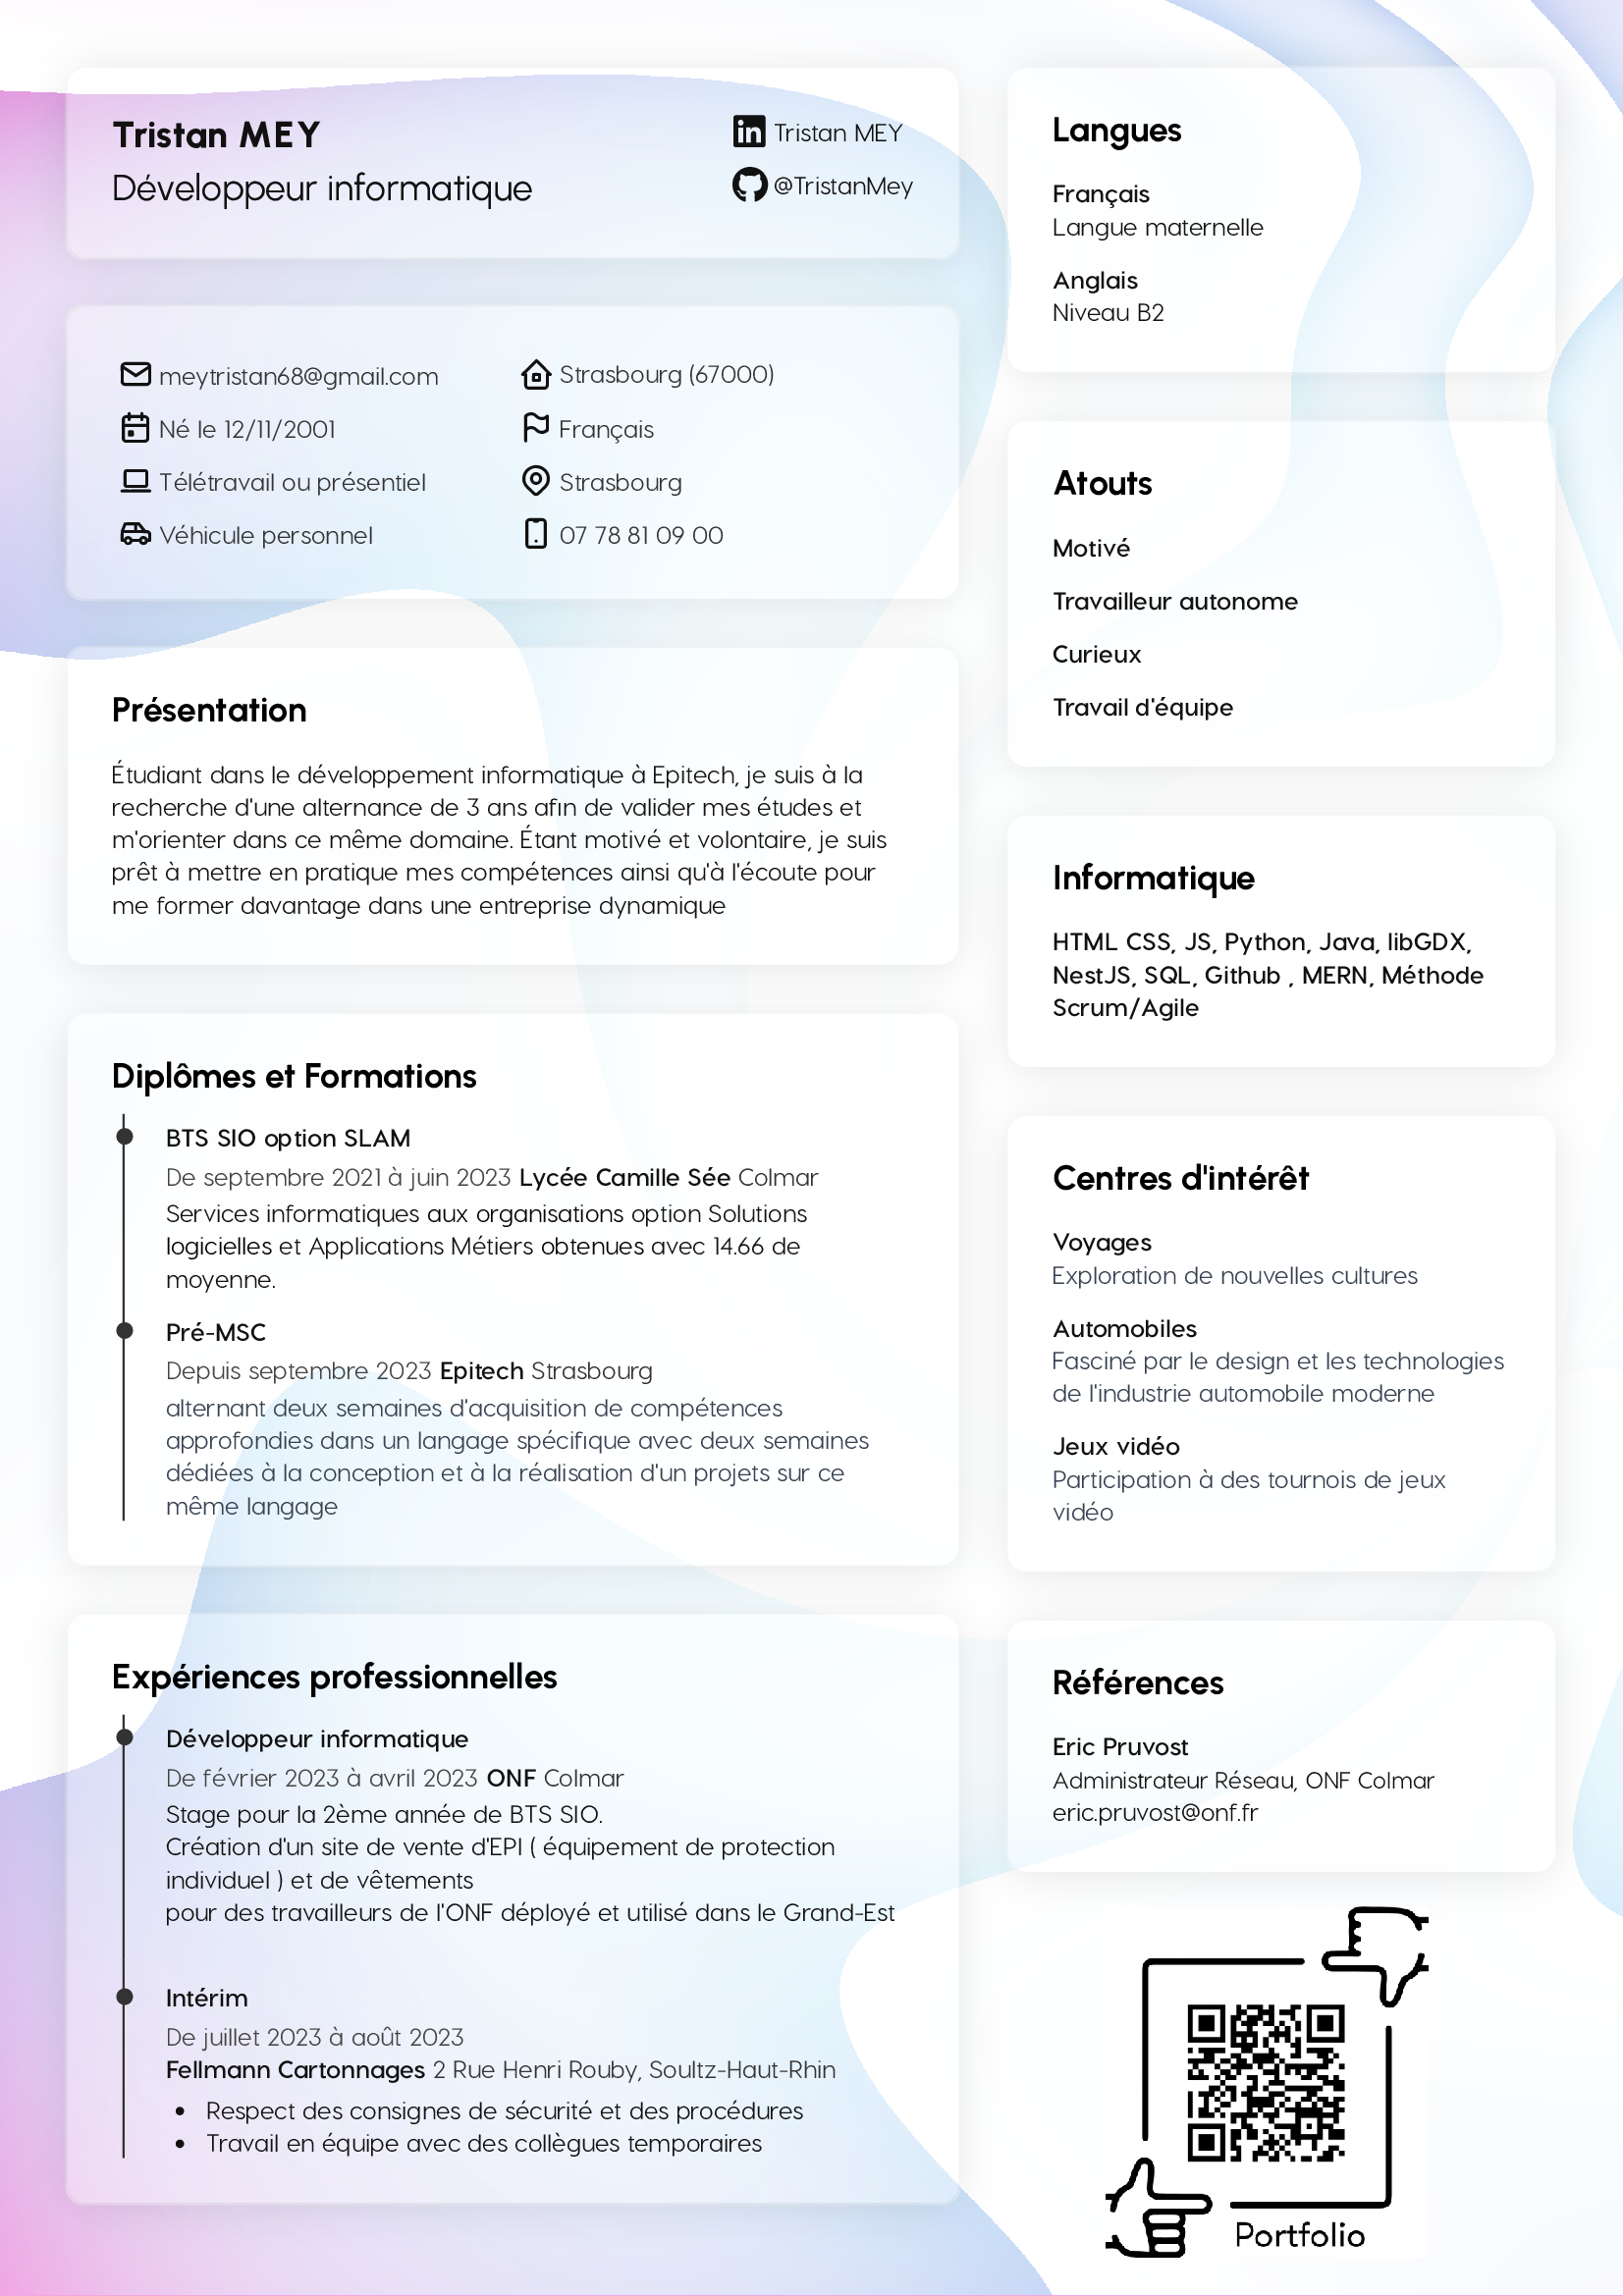 Tristan MEY
Développeur informatique
Tristan MEY
@TristanMey
meytristan68@gmail.com
Né le 12/11/2001
Télétravail ou présentiel
Véhicule personnel
Strasbourg (67000)
Français
Strasbourg
07 78 81 09 00
Présentation
Étudiant dans le développement informatique à Epitech, je suis à la
recherche d'une alternance de 3 ans afin de valider mes études et
m'orienter dans ce même domaine. Étant motivé et volontaire, je suis
prêt à mettre en pratique mes compétences ainsi qu'à l'écoute pour
me former davantage dans une entreprise dynamique
Diplômes et Formations
BTS SIO option SLAM
De septembre 2021 à juin 2023 Lycée Camille Sée Colmar
Services informatiques aux organisations option Solutions
logicielles et Applications Métiers obtenues avec 14.66 de
moyenne.
Pré-MSC
Depuis septembre 2023 Epitech Strasbourg
alternant deux semaines d'acquisition de compétences
approfondies dans un langage spécifique avec deux semaines
dédiées à la conception et à la réalisation d'un projets sur ce
même langage
Expériences professionnelles
Développeur informatique
De février 2023 à avril 2023 ONF Colmar
Stage pour la 2ème année de BTS SIO.
Création d'un site de vente d'EPI ( équipement de protection
individuel ) et de vêtements
pour des travailleurs de l'ONF déployé et utilisé dans le Grand-Est
Intérim
De juillet 2023 à août 2023
Fellmann Cartonnages 2 Rue Henri Rouby, Soultz-Haut-Rhin
• Respect des consignes de sécurité et des procédures
• Travail en équipe avec des collègues temporaires
Langues
Français
Langue maternelle
Anglais
Niveau B2
Atouts
Motivé
Travailleur autonome
Curieux
Travail d'équipe
Informatique
HTML CSS, JS, Python, Java, libGDX,
NestJS, SQL, Github , MERN, Méthode
Scrum/Agile
Centres d'intérêt
Voyages
Exploration de nouvelles cultures
Automobiles
Fasciné par le design et les technologies
de l'industrie automobile moderne
Jeux vidéo
Participation à des tournois de jeux
vidéo
Références
Eric Pruvost
Administrateur Réseau, ONF Colmar
eric.pruvost@onf.fr
Portfolio